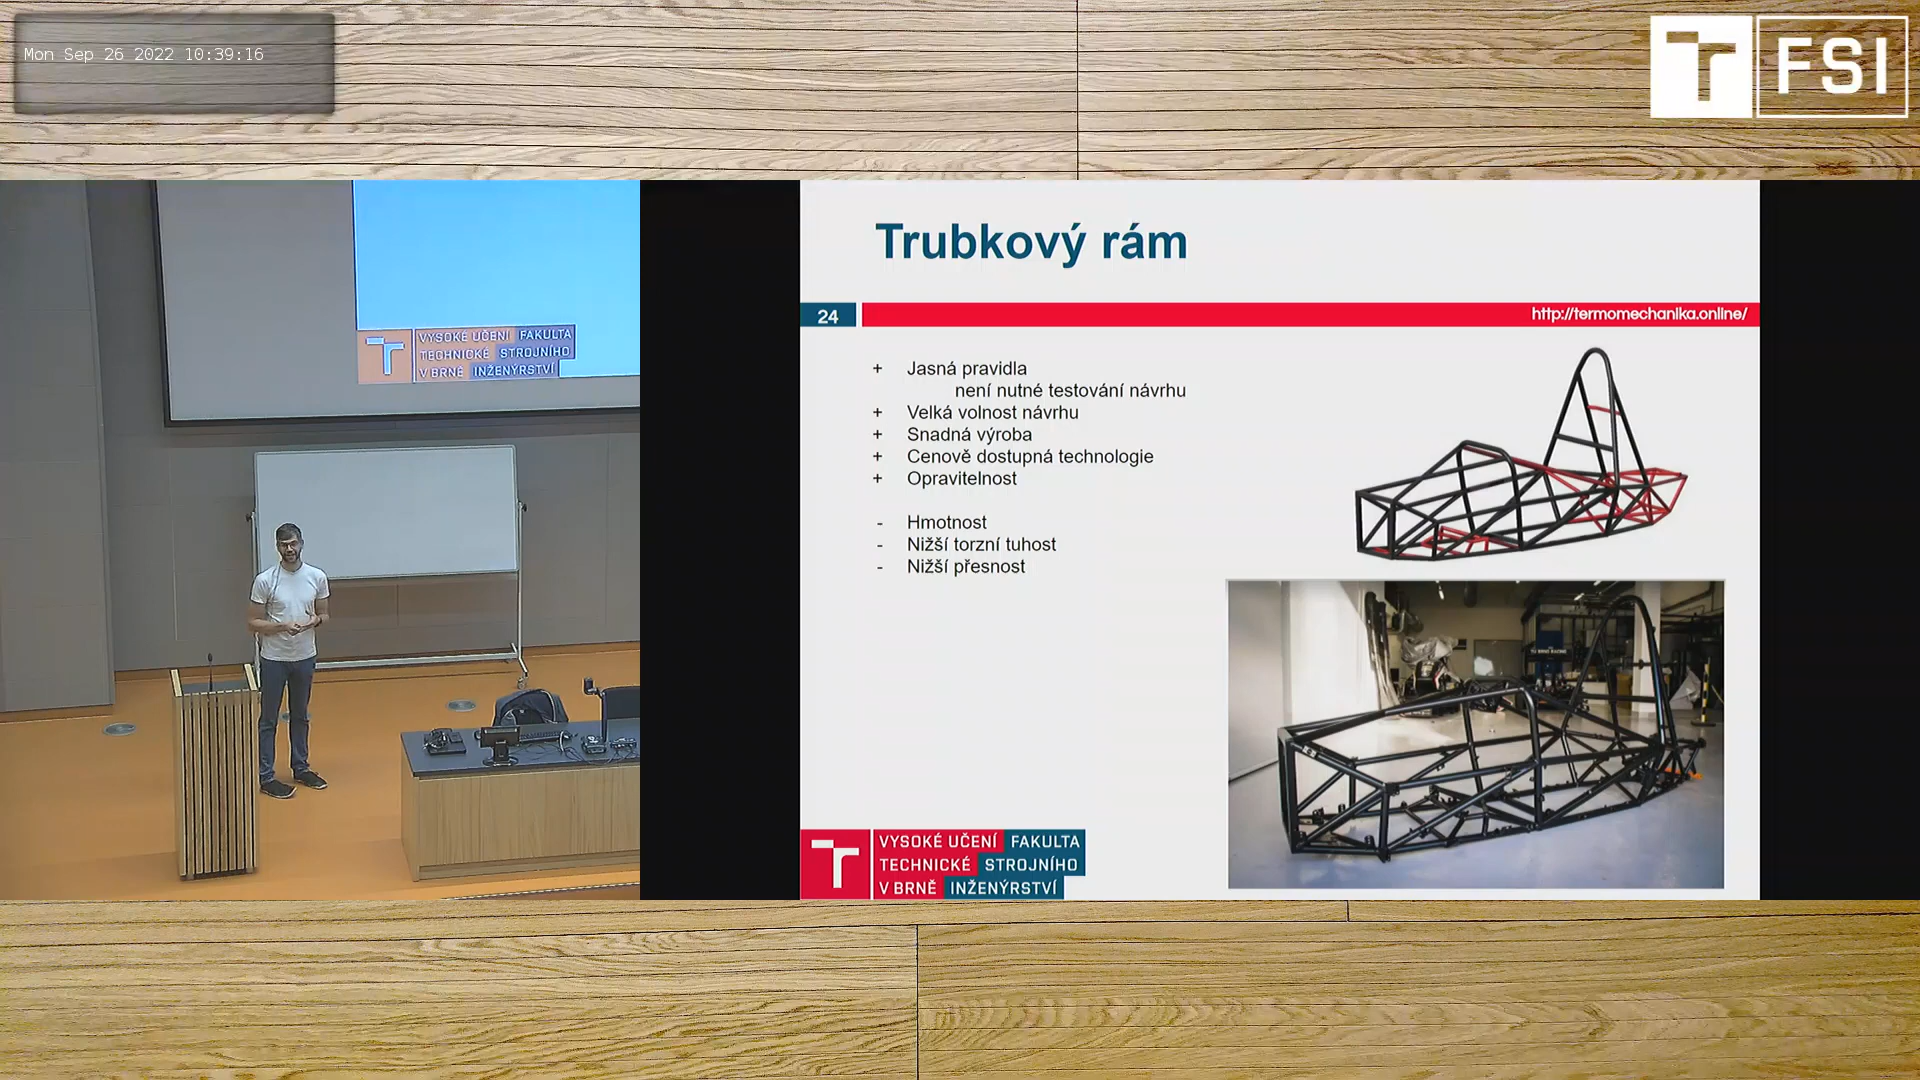 Mon Sep 26 2022 10:39:16
FSI
VYSOKÉ UČENÍ FAKULTA
TECHNICKÉ STROJNÍHO
V BRNĚ INŽENÝRSTVÍ
Trubkový rám
24
http://termomechanika.online/
+ Jasná pravidla
není nutné testování návrhu
+ Velká volnost návrhu
+ Snadná výroba
+ Cenově dostupná technologie
+ Opravitelnost
- Hmotnost
- Nižší torzní tuhost
- Nižší přesnost
VYSOKÉ UČENÍ FAKULTA
TECHNICKÉ STROJNÍHO
V BRNĚ INŽENÝRSTVÍ